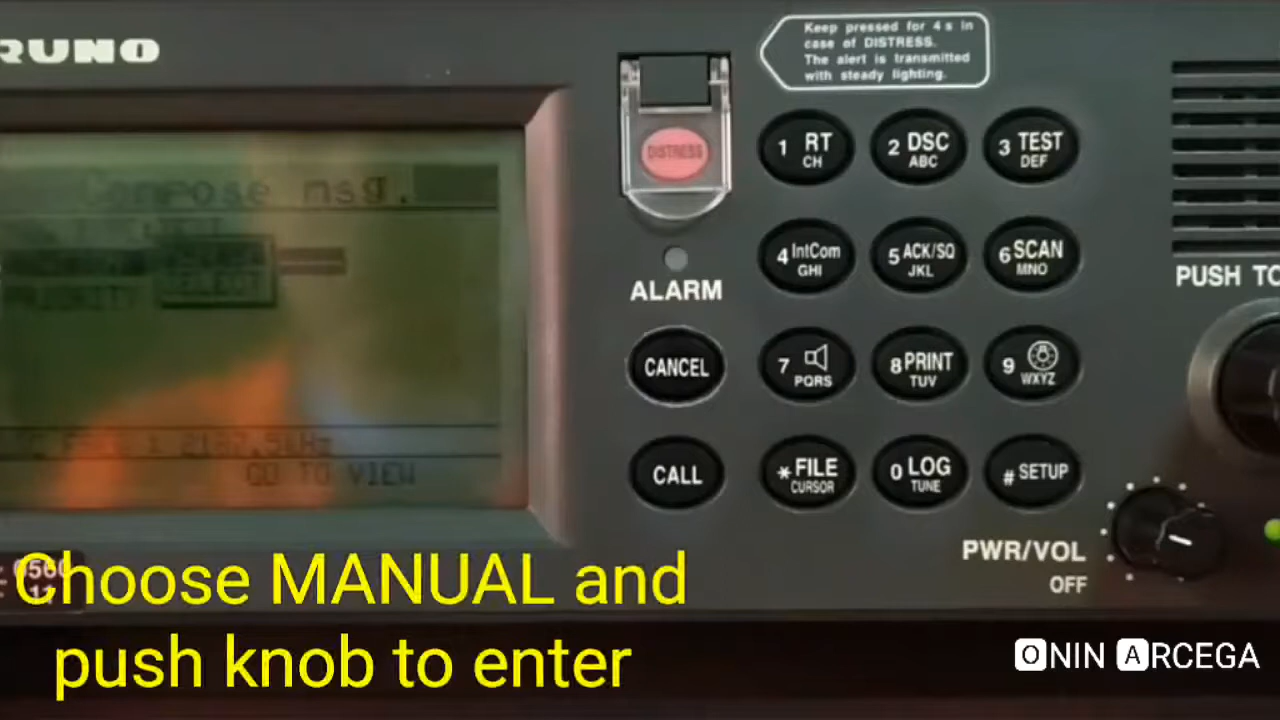 RUNO
Keep pressed for 4 s in
case of DISTRESS.
The alert is transmitted
with steady lighting.
Compose msg.
DISTRESS
1 RT
CH
2 DSC
ABC
3 TEST
DEF
4 IntCom
GHI
5 ACK/SQ
JKL
6 SCAN
MNO
SELECT
PRIORITY
ALARM
PUSH TO
CANCEL
7
PQRS
8 PRINT
TUV
9
WXYZ
GO TO VIEW
CALL
* FILE
CURSOR
0 LOG
TUNE
# SETUP
PWR/VOL
OFF
Choose MANUAL and
push knob to enter
ONIN ARCEGA